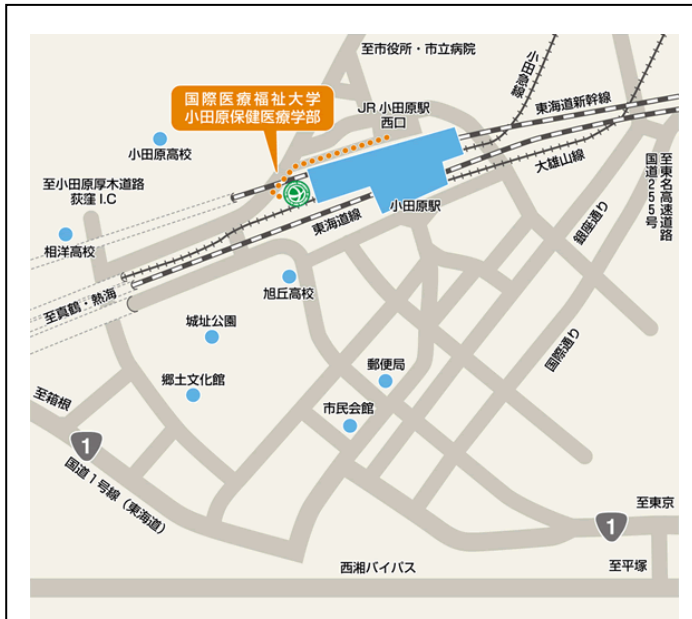 至市役所・市立病院
小田急線
国際医療福祉大学
小田原保健医療学部
JR 小田原駅
西口
東海道新幹線
小田原高校
大雄山線
至東名高速道路
国道255号
至小田原厚木道路
荻窪 I.C
小田原駅
東海道線
銀座通り
相洋高校
旭丘高校
至真鶴・熱海
城址公園
国際通り
郵便局
郷土文化館
至箱根
市民会館
1
国道1号線（東海道）
至東京
1
西湘バイパス
至平塚